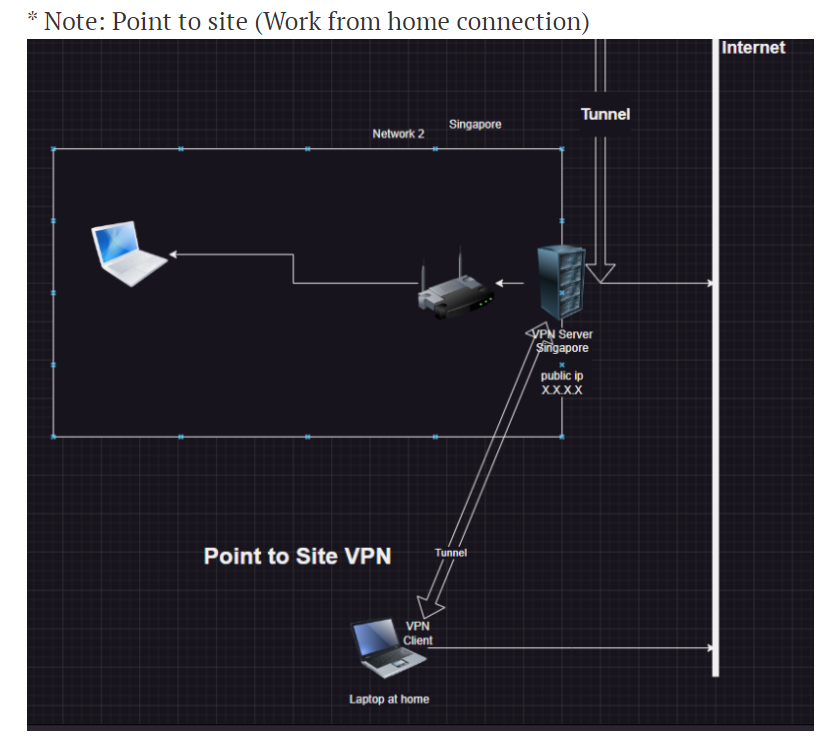 * Note: Point to site (Work from home connection)
Internet
Tunnel
Singapore
Network 2
VPN Server
Singapore
public ip
X.X.X.X
Point to Site VPN
Tunnel
VPN
Client
Laptop at home